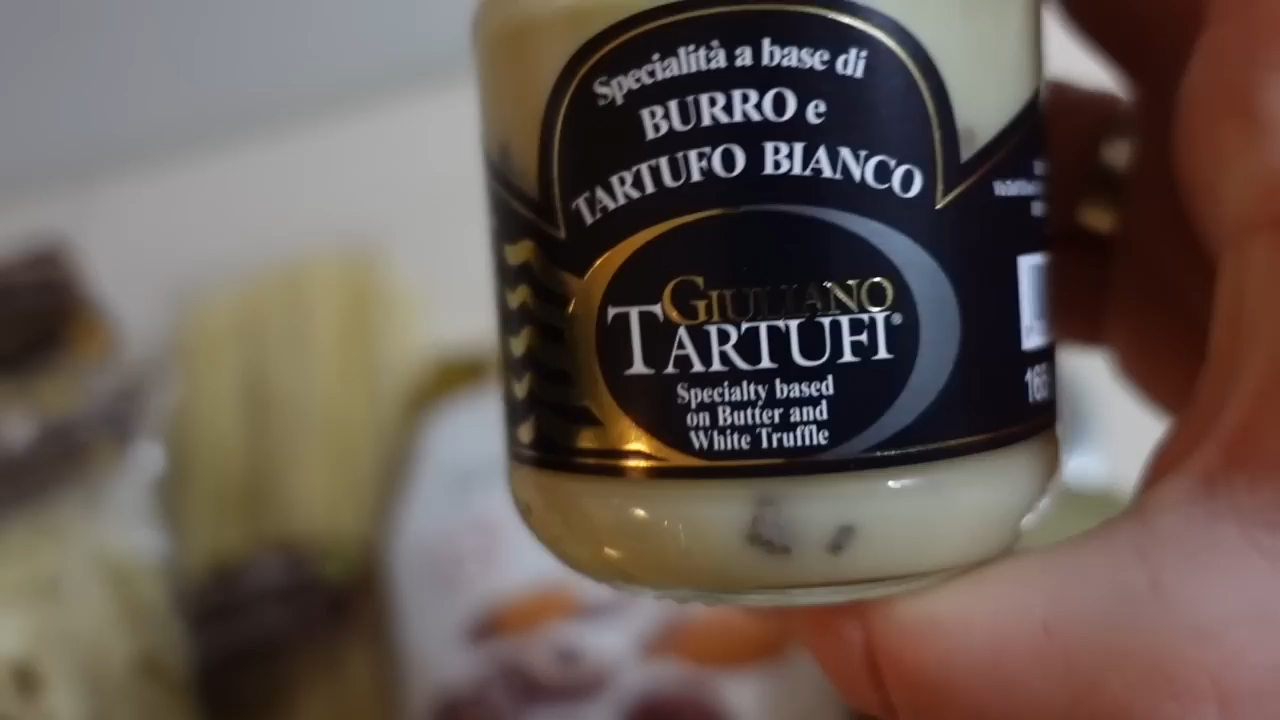 Specialità a base di
BURRO e
TARTUFO BIANCO
GIULIANO
TARTUFI®
Specialty based
on Butter and
White Truffle